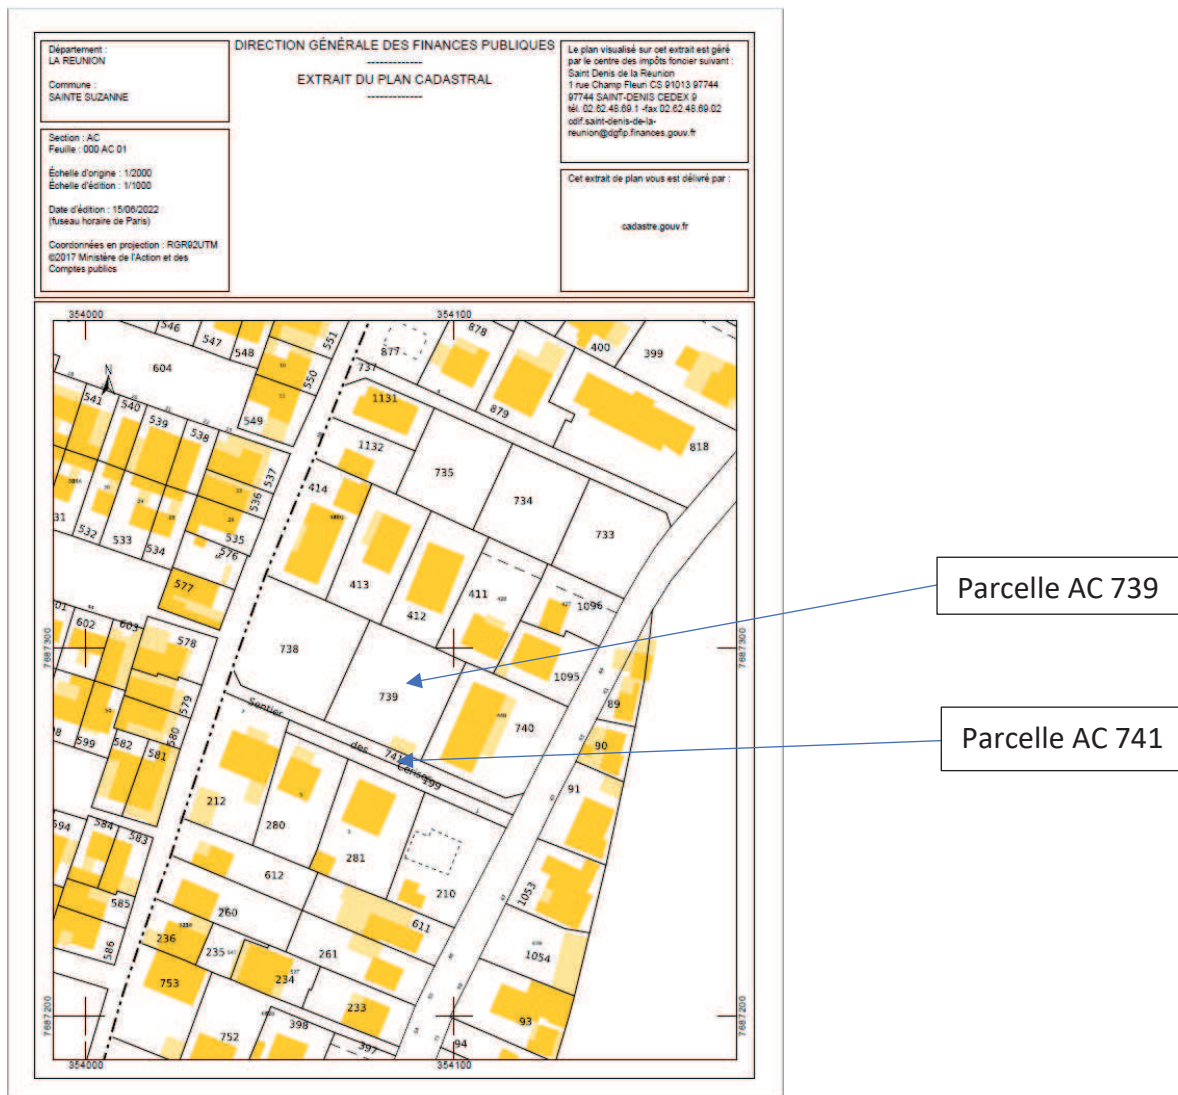 Département :
LA REUNION
Commune :
SAINTE SUZANNE
DIRECTION GÉNÉRALE DES FINANCES PUBLIQUES
-------------
EXTRAIT DU PLAN CADASTRAL
-------------
Le plan visualisé sur cet extrait est géré
par le centre des impôts foncier suivant :
Saint Denis de la Reunion
1 rue Champ Fleuri CS 91013 97744
97744 SAINT-DENIS CEDEX 9
tél. 02.62.48.69.1 -fax 02.62.48.69.02
cdif.saint-denis-de-la-
reunion@dgfip.finances.gouv.fr
Section : AC
Feuille : 000 AC 01
Échelle d'origine : 1/2000
Échelle d'édition : 1/1000
Date d'édition : 15/06/2022
(fuseau horaire de Paris)
Coordonnées en projection : RGR92UTM
©2017 Ministère de l'Action et des
Comptes publics
Cet extrait de plan vous est délivré par :
cadastre.gouv.fr
354000
354100
546
547
548
551
604
550
549
N
541
540
539
538
537
536
535
576
532
533
534
577
602
603
578
579
580
599
582
581
594
584
583
585
586
877
878
737
1131
879
400
399
818
1132
735
734
733
414
413
412
411
1096
1095
738
739
740
Sentier
des
741
Cerises
199
89
90
91
212
280
281
210
612
611
260
236
235
261
234
233
753
752
398
397
1053
1054
93
94
7687300
7687300
7687200
7687200
354000
354100
Parcelle AC 739
Parcelle AC 741